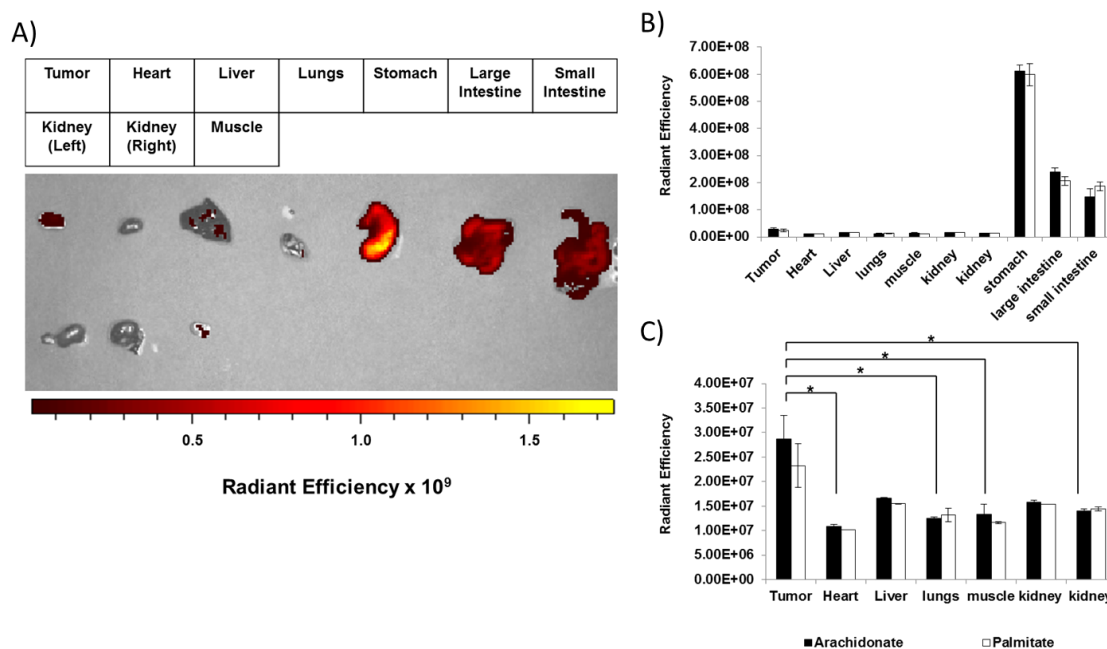 A)
Tumor Heart Liver Lungs Stomach Large Intestine Small Intestine
Kidney (Left) Kidney (Right) Muscle
0.5 1.0 1.5
Radiant Efficiency x 10⁹
B)
Radiant Efficiency
7.00E+08
6.00E+08
5.00E+08
4.00E+08
3.00E+08
2.00E+08
1.00E+08
0.00E+00
Tumor Heart Liver lungs muscle kidney kidney stomach large intestine small intestine
C)
* * * *
Radiant Efficiency
4.00E+07
3.50E+07
3.00E+07
2.50E+07
2.00E+07
1.50E+07
1.00E+07
5.00E+06
0.00E+00
Tumor Heart Liver lungs muscle kidney kidney
Arachidonate Palmitate